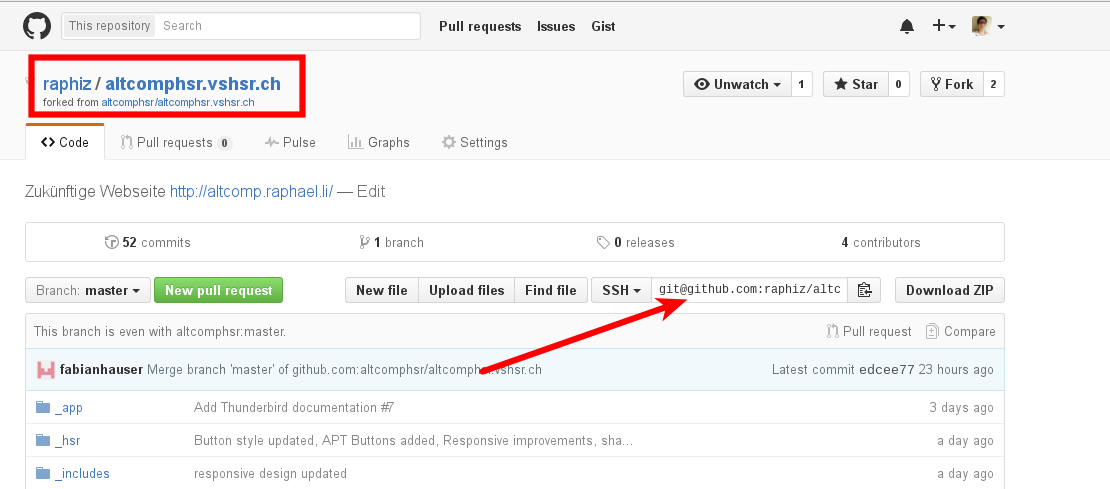 This repository Search Pull requests Issues Gist
raphiz / altcomphsr.vshsr.ch Unwatch 1 Star 0 Fork 2
forked from altcomphsr/altcomphsr.vshsr.ch
Code Pull requests 0 Pulse Graphs Settings
Zukünftige Webseite http://altcomp.raphael.li/ — Edit
52 commits 1 branch 0 releases 4 contributors
Branch: master New pull request New file Upload files Find file SSH git@github.com:raphiz/altc Download ZIP
This branch is even with altcomphsr:master. Pull request Compare
fabianhauser Merge branch 'master' of github.com:altcomphsr/altcomphsr.vshsr.ch Latest commit edcee77 23 hours ago
_app Add Thunderbird documentation #7 3 days ago
_hsr Button style updated, APT Buttons added, Responsive improvements, sha… a day ago
_includes responsive design updated a day ago